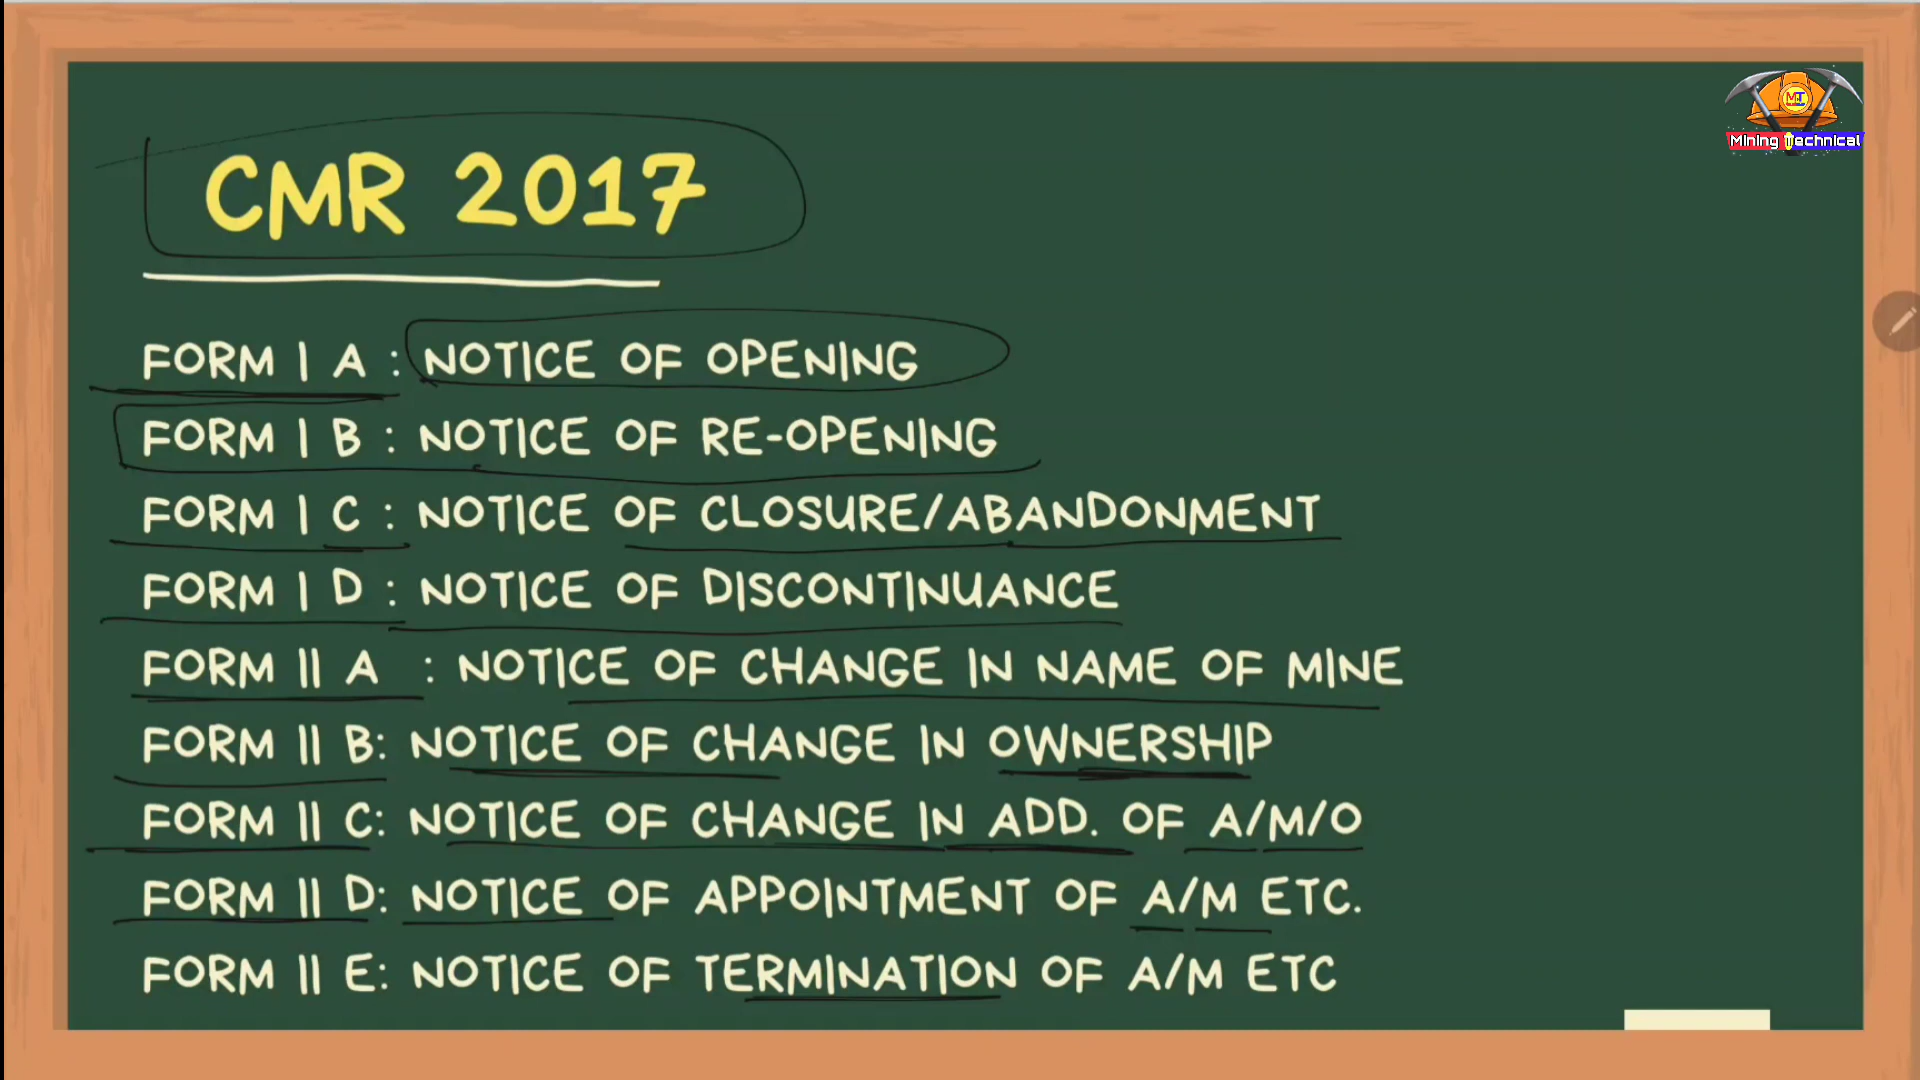 MI
Mining Technical
CMR 2017
FORM I A : NOTICE OF OPENING
FORM I B : NOTICE OF RE-OPENING
FORM I C : NOTICE OF CLOSURE/ABANDONMENT
FORM I D : NOTICE OF DISCONTINUANCE
FORM II A : NOTICE OF CHANGE IN NAME OF MINE
FORM II B: NOTICE OF CHANGE IN OWNERSHIP
FORM II C: NOTICE OF CHANGE IN ADD. OF A/M/O
FORM II D: NOTICE OF APPOINTMENT OF A/M ETC.
FORM II E: NOTICE OF TERMINATION OF A/M ETC